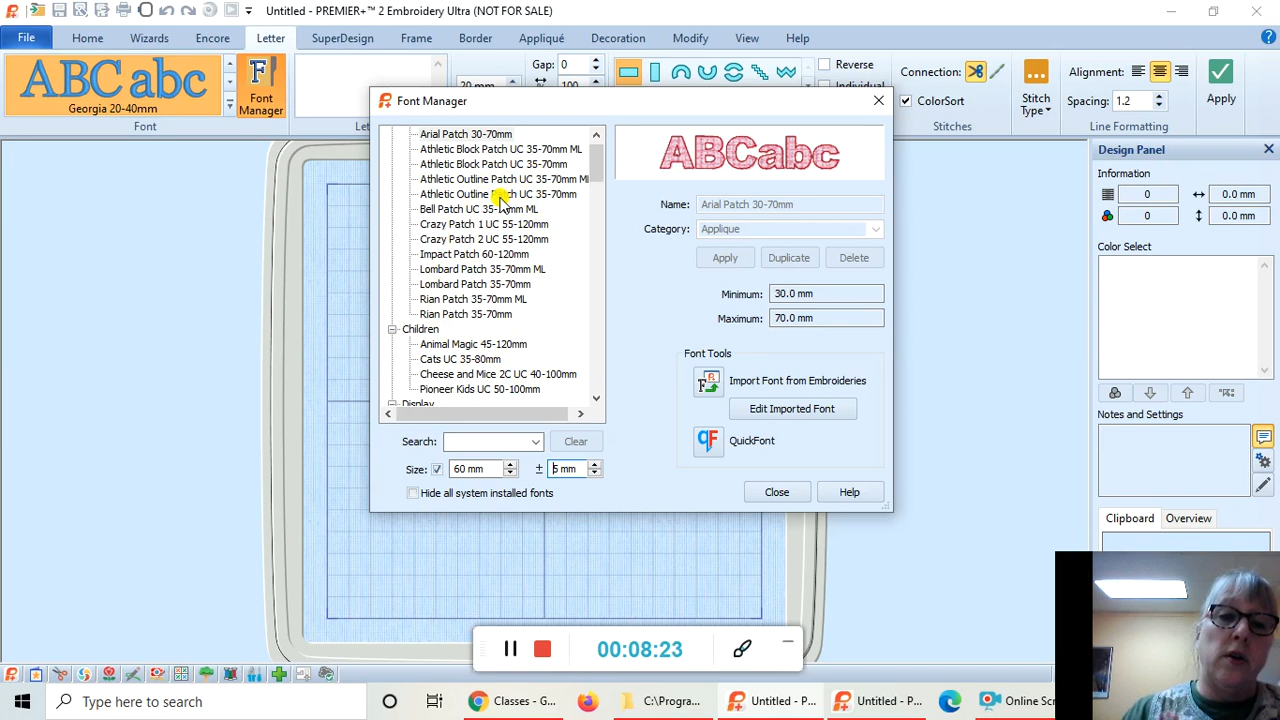 Untitled - PREMIER+™ 2 Embroidery Ultra (NOT FOR SALE)
File Home Wizards Encore Letter SuperDesign Frame Border Appliqué Decoration Modify View Help
ABC abc
Georgia 20-40mm
Font Manager
Font
Gap: 0
20 mm
100
Reverse
Connection:
ColorSort
Stitch Type
Stitches
Alignment:
Spacing: 1.2
Line Formatting
Apply
Font Manager
Arial Patch 30-70mm
Athletic Block Patch UC 35-70mm ML
Athletic Block Patch UC 35-70mm
Athletic Outline Patch UC 35-70mm
Athletic Outline Patch UC 35-70mm
Bell Patch UC 35-70mm ML
Crazy Patch 1 UC 55-120mm
Crazy Patch 2 UC 55-120mm
Impact Patch 60-120mm
Lombard Patch 35-70mm ML
Lombard Patch 35-70mm
Rian Patch 35-70mm ML
Rian Patch 35-70mm
Children
Animal Magic 45-120mm
Cats UC 35-80mm
Cheese and Mice 2C UC 40-100mm
Pioneer Kids UC 50-100mm
Display
Search:
Clear
Size: 60 mm ± 5 mm
Hide all system installed fonts
ABCabc
Name: Arial Patch 30-70mm
Category: Applique
Apply Duplicate Delete
Minimum: 30.0 mm
Maximum: 70.0 mm
Font Tools
Import Font from Embroideries
Edit Imported Font
QuickFont
Close Help
Design Panel
Information
0 0.0 mm
0 0.0 mm
Color Select
Notes and Settings
Clipboard Overview
00:08:23
Type here to search
Classes - G...
C:\Progra...
Untitled - P...
Untitled - P...
Online Scr